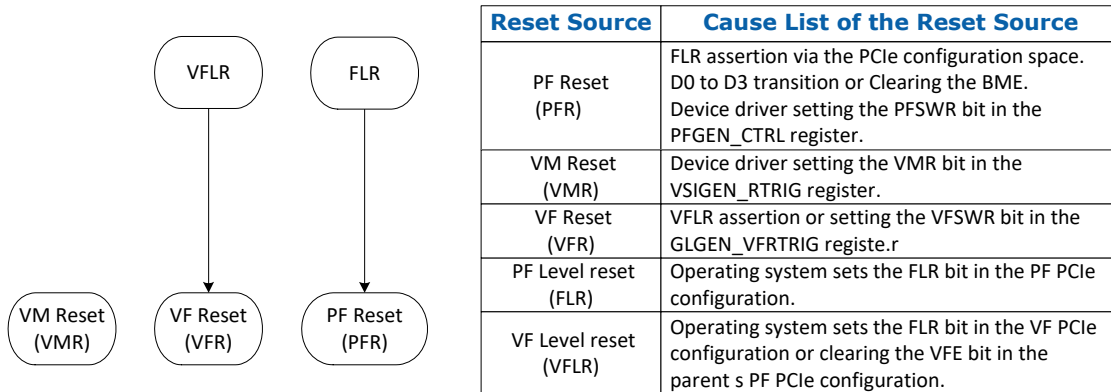 VFLR
FLR
VM Reset
(VMR)
VF Reset
(VFR)
PF Reset
(PFR)
Reset Source
Cause List of the Reset Source
PF Reset
(PFR)
FLR assertion via the PCIe configuration space.
D0 to D3 transition or Clearing the BME.
Device driver setting the PFSWR bit in the
PFGEN_CTRL register.
VM Reset
(VMR)
Device driver setting the VMR bit in the
VSIGEN_RTRIG register.
VF Reset
(VFR)
VFLR assertion or setting the VFSWR bit in the
GLGEN_VFRTRIG registe.r
PF Level reset
(FLR)
Operating system sets the FLR bit in the PF PCIe
configuration.
VF Level reset
(VFLR)
Operating system sets the FLR bit in the VF PCIe
configuration or clearing the VFE bit in the
parent s PF PCIe configuration.